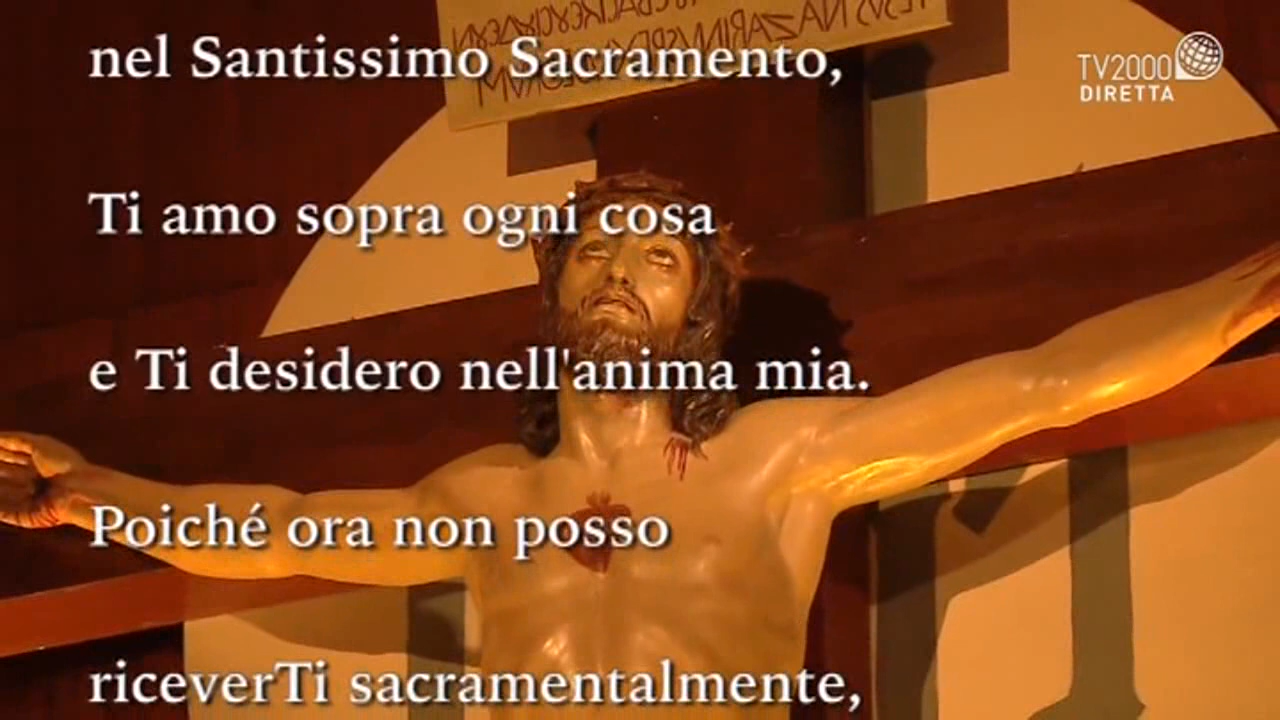 nel Santissimo Sacramento,
TV2000
DIRETTA
Ti amo sopra ogni cosa
e Ti desidero nell'anima mia.
Poiché ora non posso
riceverTi sacramentalmente,